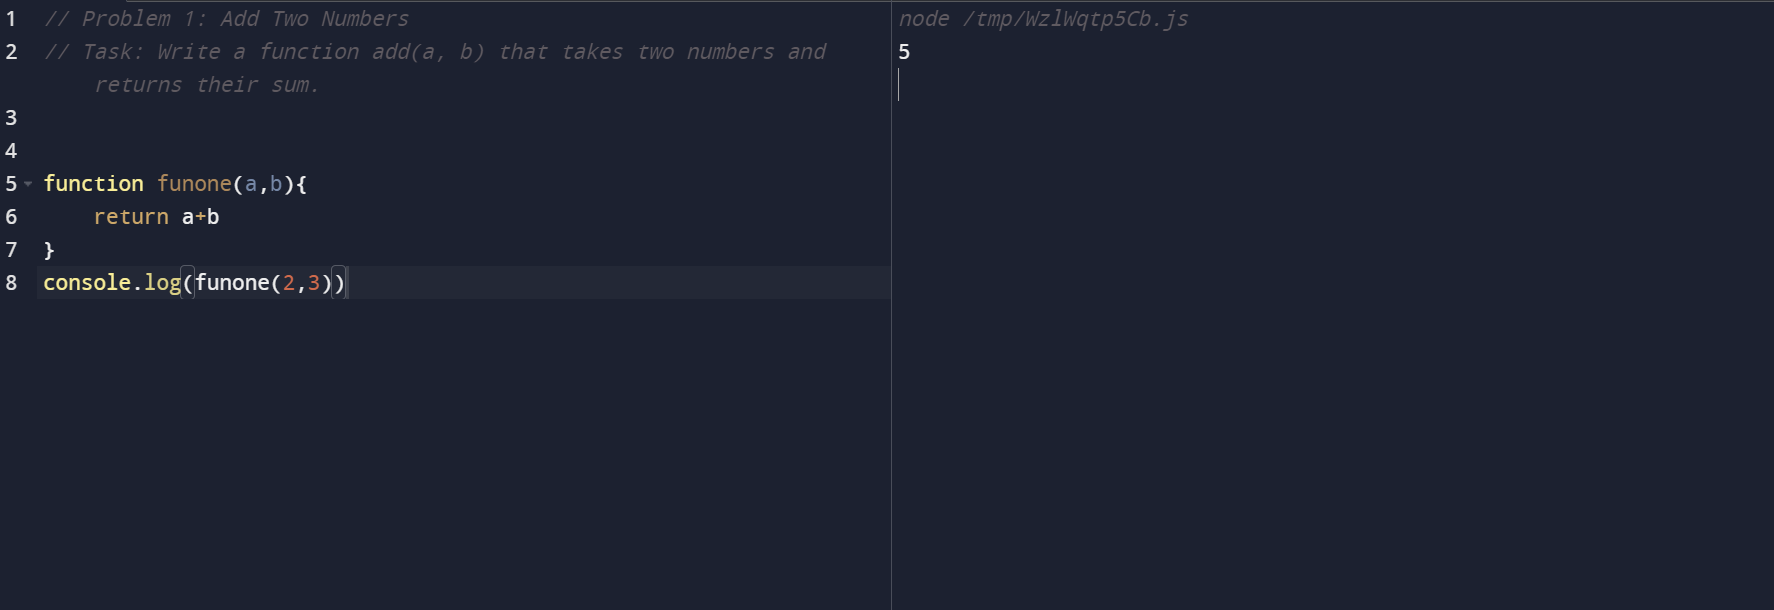 1 // Problem 1: Add Two Numbers
2 // Task: Write a function add(a, b) that takes two numbers and
returns their sum.
3
4
5 function funone(a,b){
6     return a+b
7 }
8 console.log(funone(2,3))
node /tmp/WzlWqtp5Cb.js
5